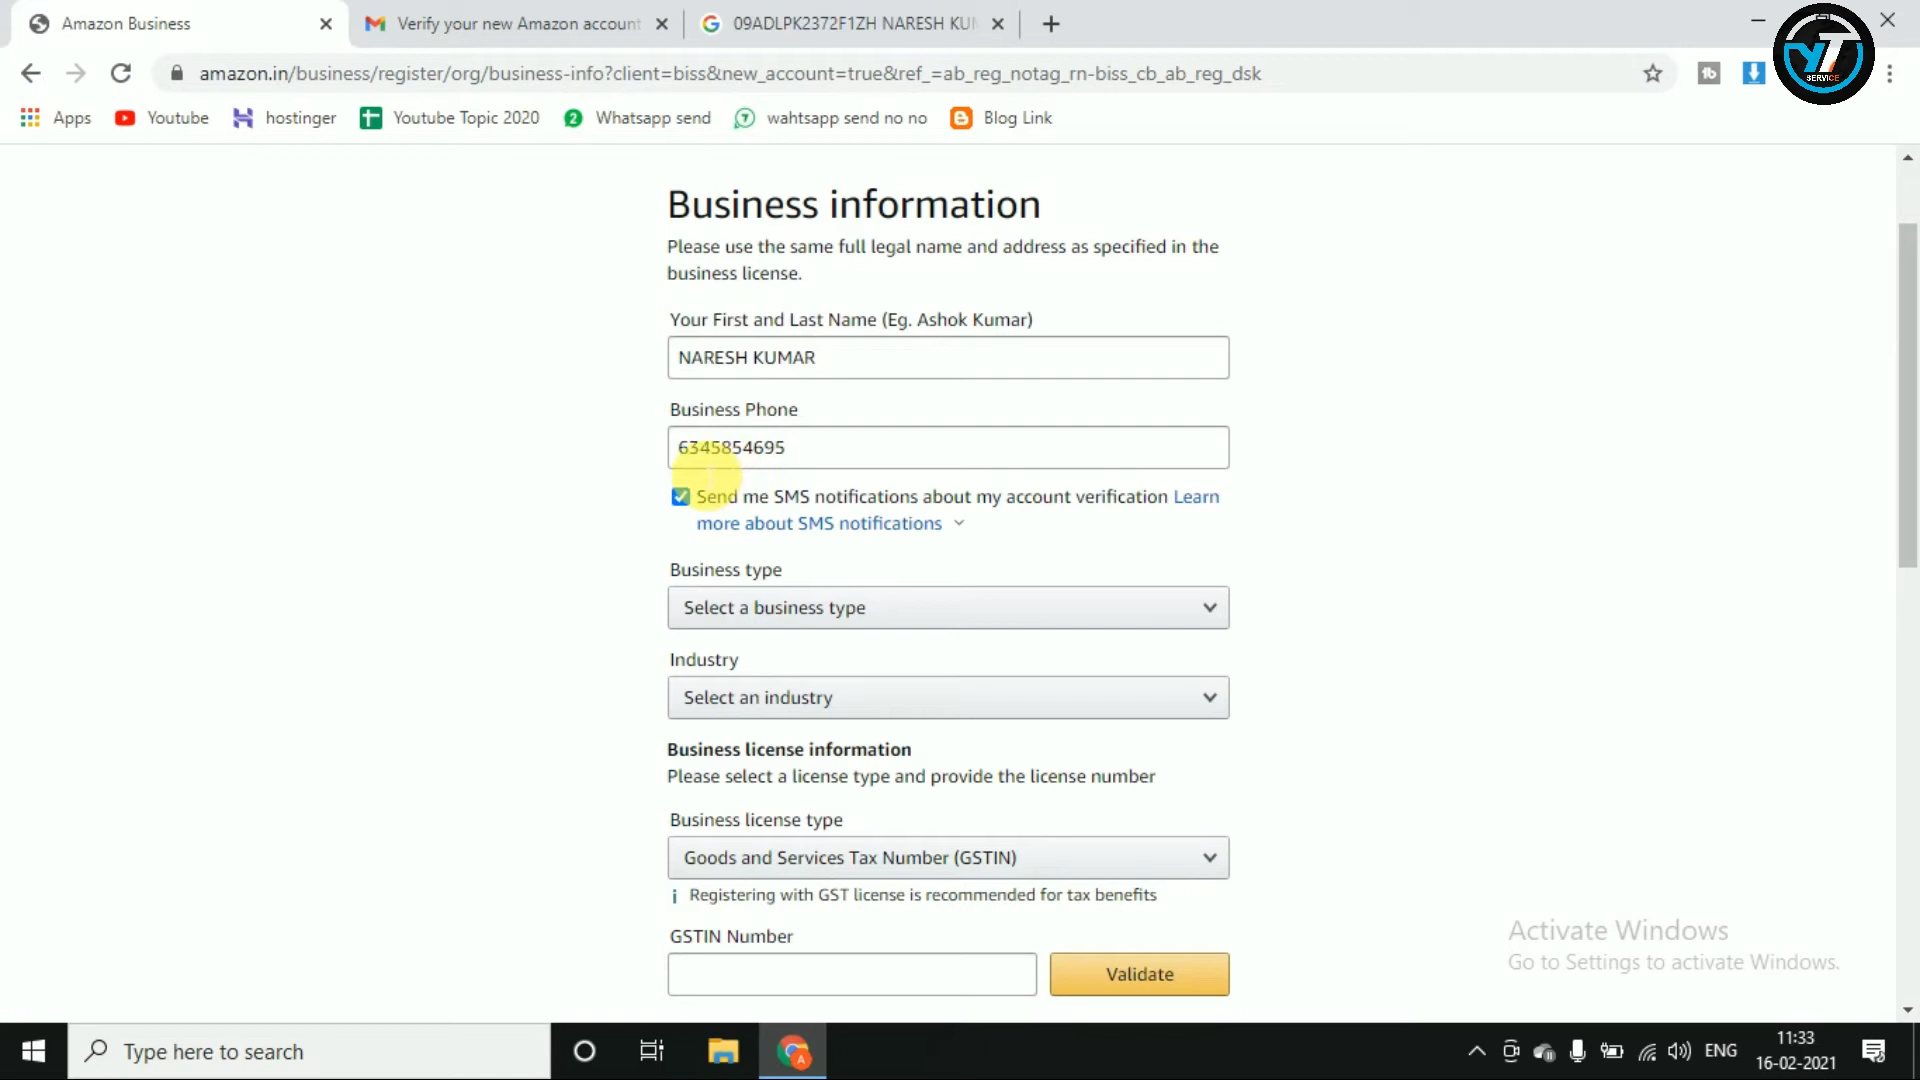 Amazon Business
Verify your new Amazon account
09ADLPK2372F1ZH NARESH KUM
amazon.in/business/register/org/business-info?client=biss&new_account=true&ref_=ab_reg_notag_rn-biss_cb_ab_reg_dsk
YT
SERVICE
Apps
Youtube
hostinger
Youtube Topic 2020
Whatsapp send
wahtsapp send no no
Blog Link
Business information
Please use the same full legal name and address as specified in the
business license.
Your First and Last Name (Eg. Ashok Kumar)
NARESH KUMAR
Business Phone
6345854695
Send me SMS notifications about my account verification Learn
more about SMS notifications
Business type
Select a business type
Industry
Select an industry
Business license information
Please select a license type and provide the license number
Business license type
Goods and Services Tax Number (GSTIN)
Registering with GST license is recommended for tax benefits
GSTIN Number
Validate
Activate Windows
Go to Settings to activate Windows.
Type here to search
ENG
11:33
16-02-2021